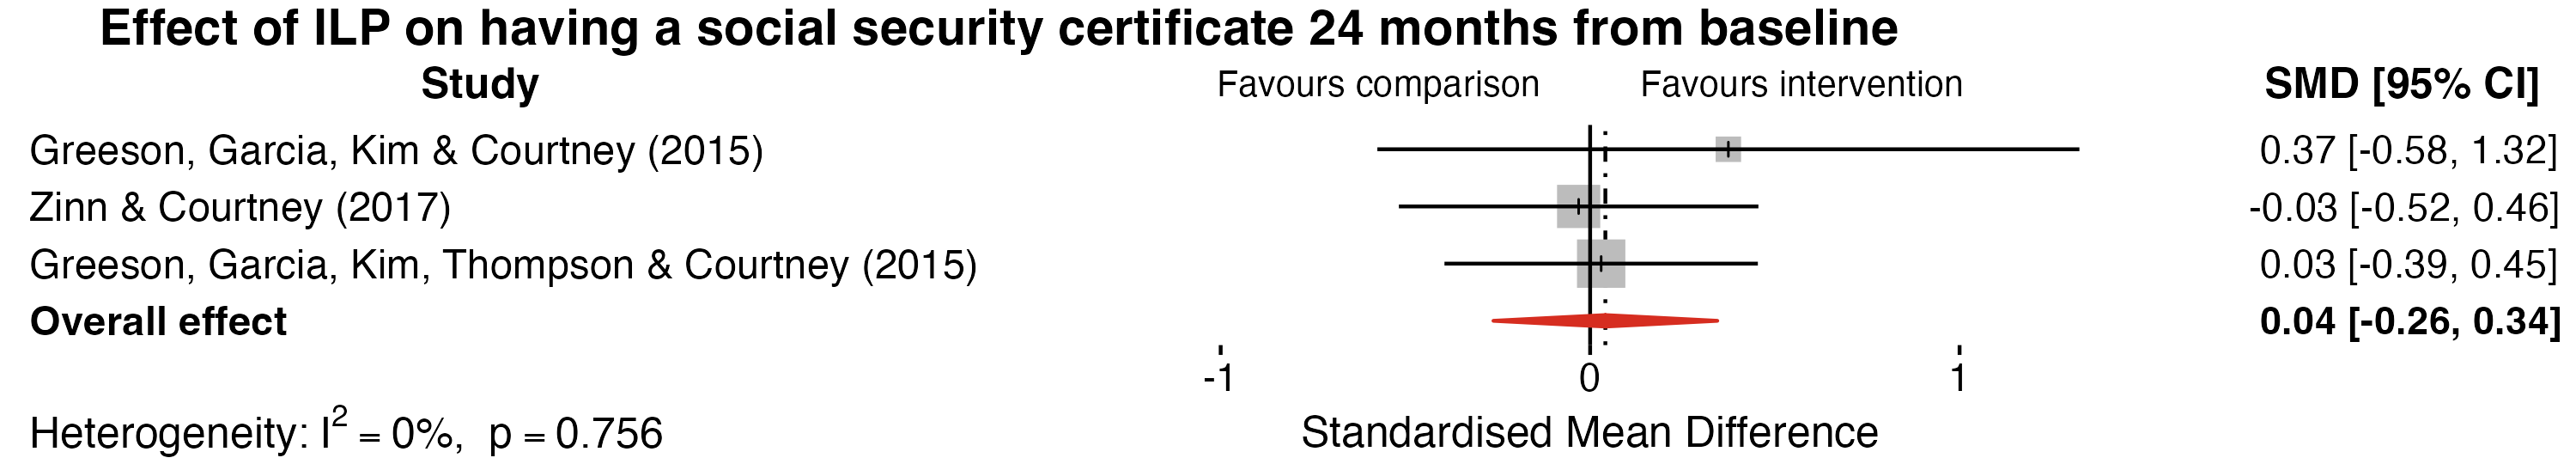 Effect of ILP on having a social security certificate 24 months from baseline
Study Favours comparison Favours intervention SMD [95% CI]
Greeson, Garcia, Kim & Courtney (2015) 0.37 [-0.58, 1.32]
Zinn & Courtney (2017) -0.03 [-0.52, 0.46]
Greeson, Garcia, Kim, Thompson & Courtney (2015) 0.03 [-0.39, 0.45]
Overall effect 0.04 [-0.26, 0.34]
-1 0 1
Heterogeneity: I² = 0%, p = 0.756 Standardised Mean Difference